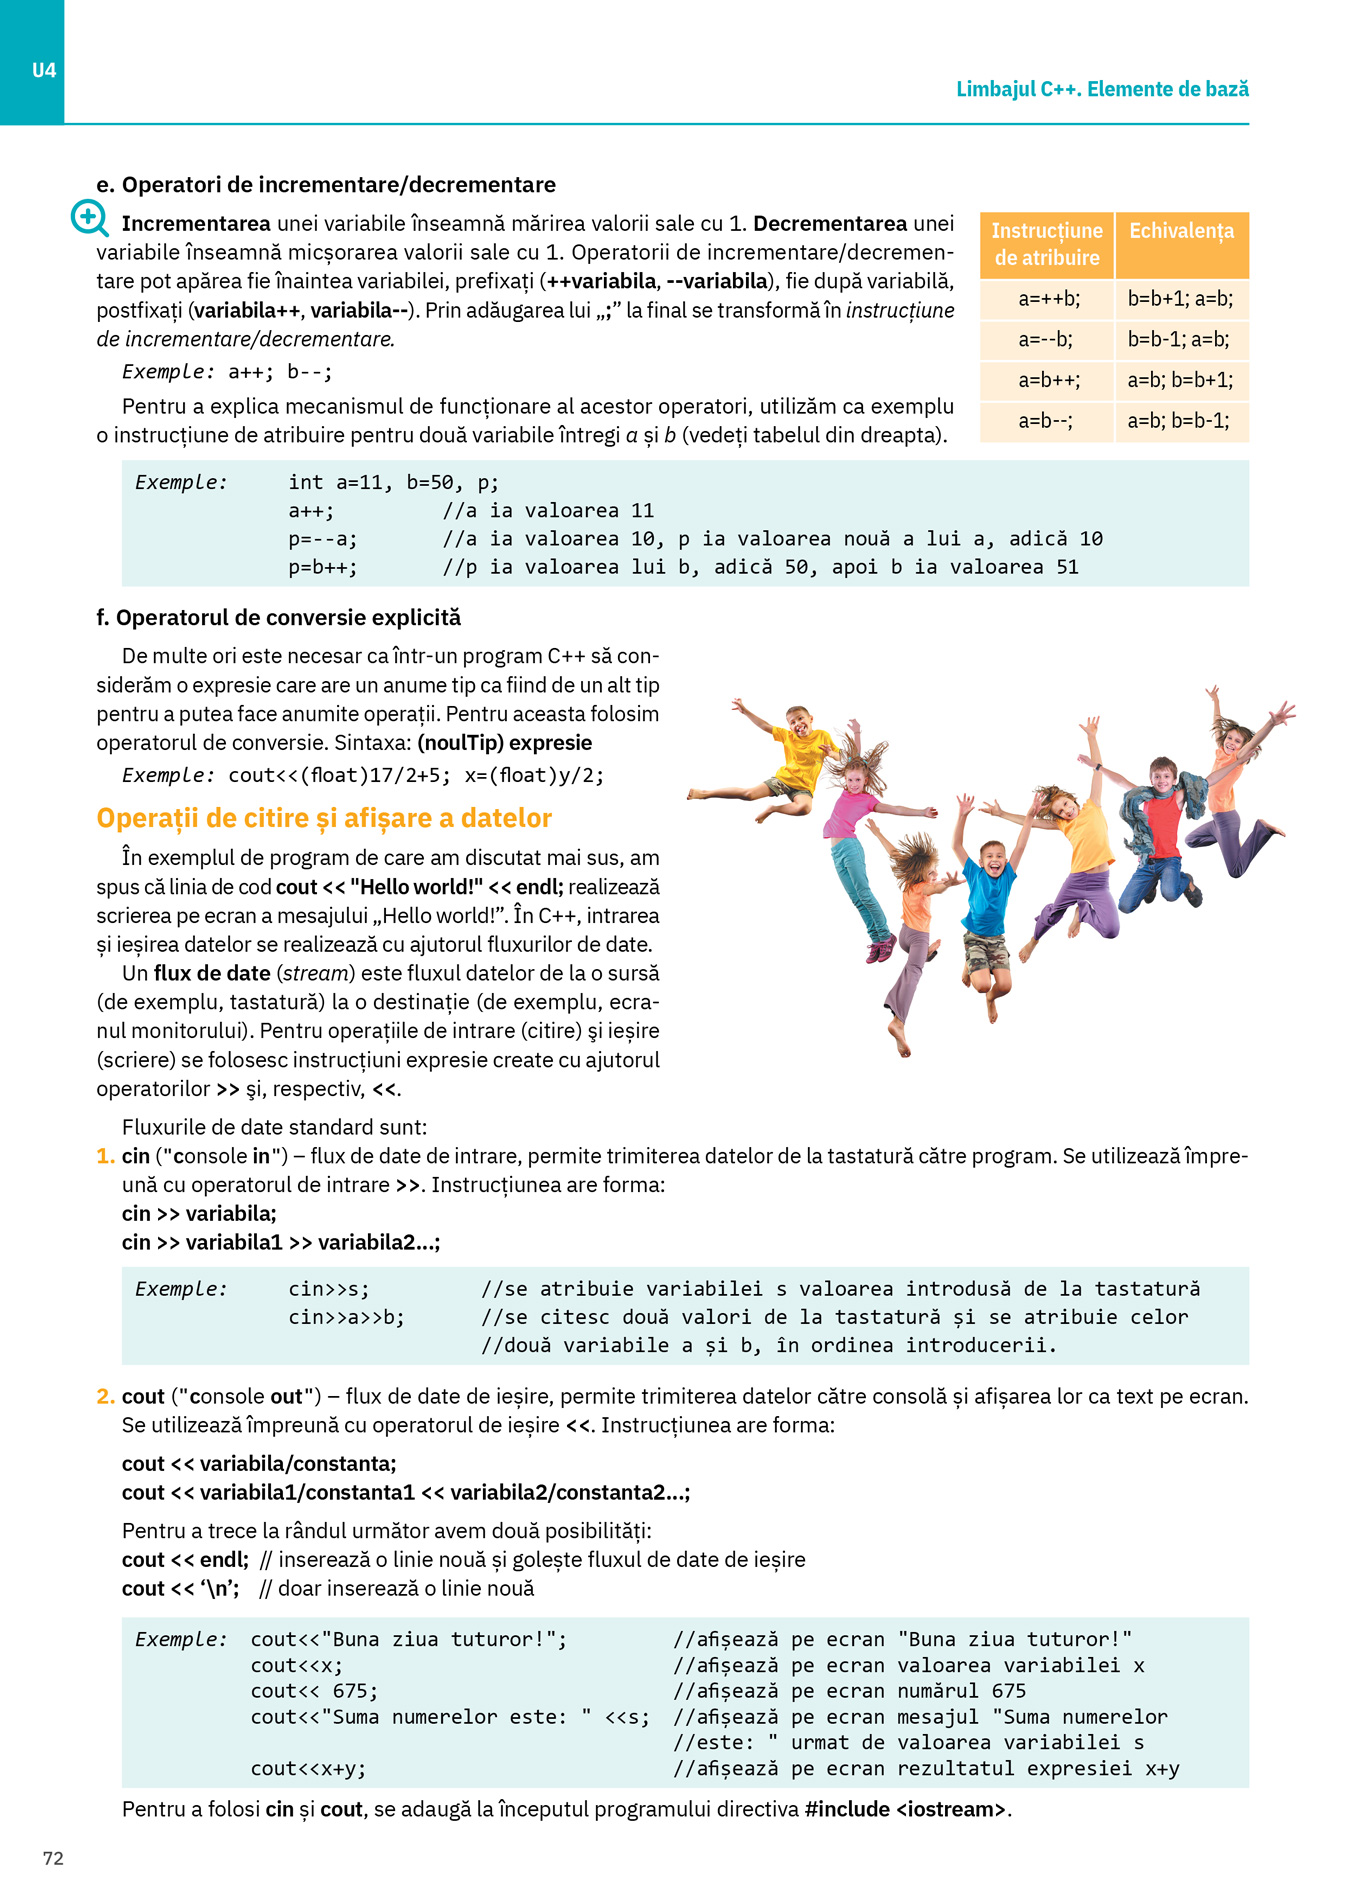 U4
Limbajul C++. Elemente de bază
e. Operatori de incrementare/decrementare
Incrementarea unei variabile înseamnă mărirea valorii sale cu 1. Decrementarea unei
variabile înseamnă micșorarea valorii sale cu 1. Operatorii de incrementare/decremen-
tare pot apărea fie înaintea variabilei, prefixați (++variabila, --variabila), fie după variabilă,
postfixați (variabila++, variabila--). Prin adăugarea lui „;” la final se transformă în instrucțiune
de incrementare/decrementare.
Exemple: a++; b--;
Pentru a explica mecanismul de funcționare al acestor operatori, utilizăm ca exemplu
o instrucțiune de atribuire pentru două variabile întregi a și b (vedeți tabelul din dreapta).
Instrucțiune Echivalența
de atribuire
a=++b; b=b+1; a=b;
a=--b; b=b-1; a=b;
a=b++; a=b; b=b+1;
a=b--; a=b; b=b-1;
Exemple: int a=11, b=50, p;
a++; //a ia valoarea 11
p=--a; //a ia valoarea 10, p ia valoarea nouă a lui a, adică 10
p=b++; //p ia valoarea lui b, adică 50, apoi b ia valoarea 51
f. Operatorul de conversie explicită
De multe ori este necesar ca într-un program C++ să con-
siderăm o expresie care are un anume tip ca fiind de un alt tip
pentru a putea face anumite operații. Pentru aceasta folosim
operatorul de conversie. Sintaxa: (noulTip) expresie
Exemple: cout<<(float)17/2+5; x=(float)y/2;
Operații de citire și afișare a datelor
În exemplul de program de care am discutat mai sus, am
spus că linia de cod cout << "Hello world!" << endl; realizează
scrierea pe ecran a mesajului „Hello world!”. În C++, intrarea
și ieșirea datelor se realizează cu ajutorul fluxurilor de date.
Un flux de date (stream) este fluxul datelor de la o sursă
(de exemplu, tastatură) la o destinație (de exemplu, ecra-
nul monitorului). Pentru operațiile de intrare (citire) şi ieșire
(scriere) se folosesc instrucțiuni expresie create cu ajutorul
operatorilor >> şi, respectiv, <<.
Fluxurile de date standard sunt:
1. cin ("console in") – flux de date de intrare, permite trimiterea datelor de la tastatură către program. Se utilizează împre-
ună cu operatorul de intrare >>. Instrucțiunea are forma:
cin >> variabila;
cin >> variabila1 >> variabila2...;
Exemple: cin>>s; //se atribuie variabilei s valoarea introdusă de la tastatură
cin>>a>>b; //se citesc două valori de la tastatură și se atribuie celor
//două variabile a și b, în ordinea introducerii.
2. cout ("console out") – flux de date de ieșire, permite trimiterea datelor către consolă și afișarea lor ca text pe ecran.
Se utilizează împreună cu operatorul de ieșire <<. Instrucțiunea are forma:
cout << variabila/constanta;
cout << variabila1/constanta1 << variabila2/constanta2...;
Pentru a trece la rândul următor avem două posibilități:
cout << endl; // inserează o linie nouă și golește fluxul de date de ieșire
cout << ‘\n’; // doar inserează o linie nouă
Exemple: cout<<"Buna ziua tuturor!"; //afișează pe ecran "Buna ziua tuturor!"
cout<<x; //afișează pe ecran valoarea variabilei x
cout<< 675; //afișează pe ecran numărul 675
cout<<"Suma numerelor este: " <<s; //afișează pe ecran mesajul "Suma numerelor
//este: " urmat de valoarea variabilei s
cout<<x+y; //afișează pe ecran rezultatul expresiei x+y
Pentru a folosi cin și cout, se adaugă la începutul programului directiva #include <iostream>.
72